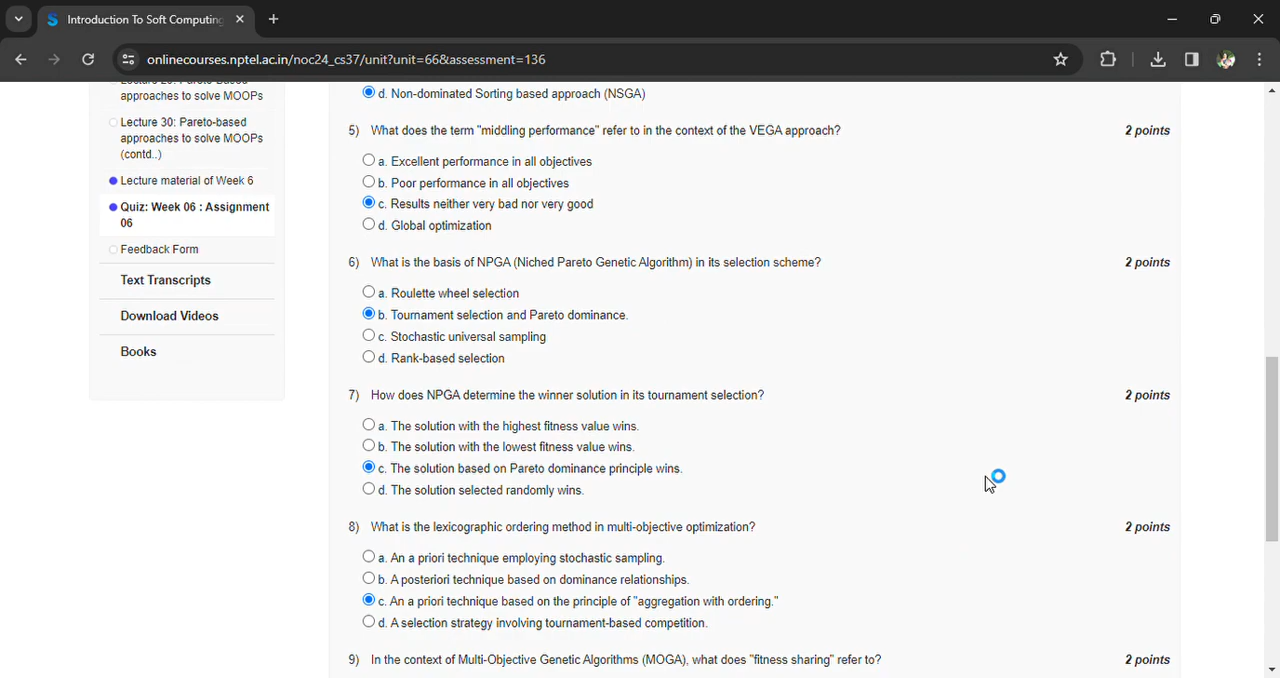 Introduction To Soft Computing
onlinecourses.nptel.ac.in/noc24_cs37/unit?unit=66&assessment=136
approaches to solve MOOPs
Lecture 30: Pareto-based
approaches to solve MOOPs
(contd..)
Lecture material of Week 6
Quiz: Week 06 : Assignment
06
Feedback Form
Text Transcripts
Download Videos
Books
d. Non-dominated Sorting based approach (NSGA)
5) What does the term "middling performance" refer to in the context of the VEGA approach? 2 points
a. Excellent performance in all objectives
b. Poor performance in all objectives
c. Results neither very bad nor very good
d. Global optimization
6) What is the basis of NPGA (Niched Pareto Genetic Algorithm) in its selection scheme? 2 points
a. Roulette wheel selection
b. Tournament selection and Pareto dominance.
c. Stochastic universal sampling
d. Rank-based selection
7) How does NPGA determine the winner solution in its tournament selection? 2 points
a. The solution with the highest fitness value wins.
b. The solution with the lowest fitness value wins.
c. The solution based on Pareto dominance principle wins.
d. The solution selected randomly wins.
8) What is the lexicographic ordering method in multi-objective optimization? 2 points
a. An a priori technique employing stochastic sampling.
b. A posteriori technique based on dominance relationships.
c. An a priori technique based on the principle of "aggregation with ordering."
d. A selection strategy involving tournament-based competition.
9) In the context of Multi-Objective Genetic Algorithms (MOGA), what does "fitness sharing" refer to? 2 points